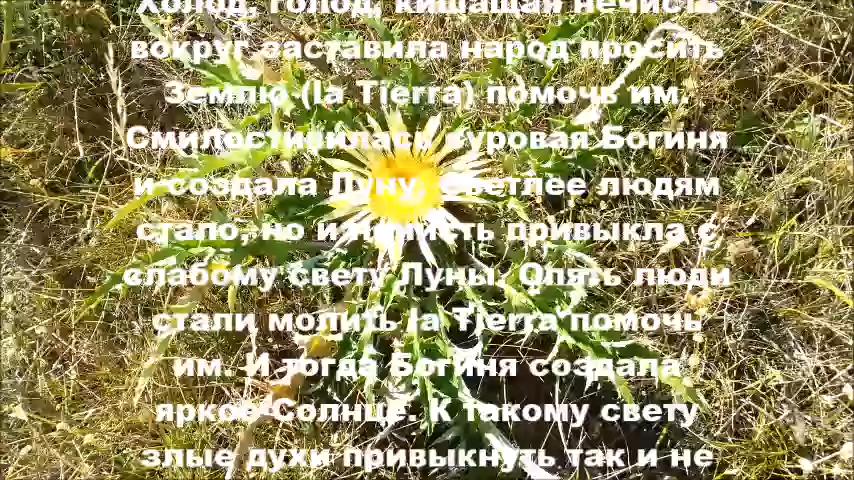 Холод, голод, кишащая нечисть
вокруг заставила народ просить
Землю (la Tierra) помочь им.
Смилостивилась суровая Богиня
и создала Луну. Светлее людям
стало, но и нечисть привыкла с
слабому свету Луны. Опять люди
стали молить la Tierra помочь
им. И тогда Богиня создала
яркое Солнце. К такому свету
злые духи привыкнуть так и не